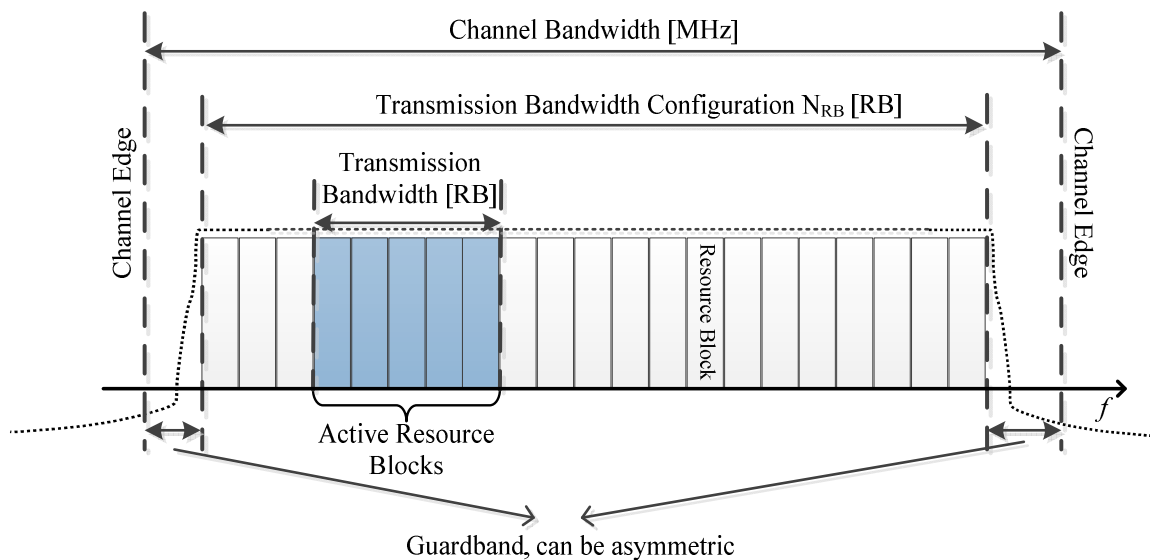 Channel Bandwidth [MHz]
Transmission Bandwidth Configuration NRB [RB]
Channel Edge
Transmission
Bandwidth [RB]
Channel Edge
Resource Block
f
Active Resource
Blocks
Guardband, can be asymmetric